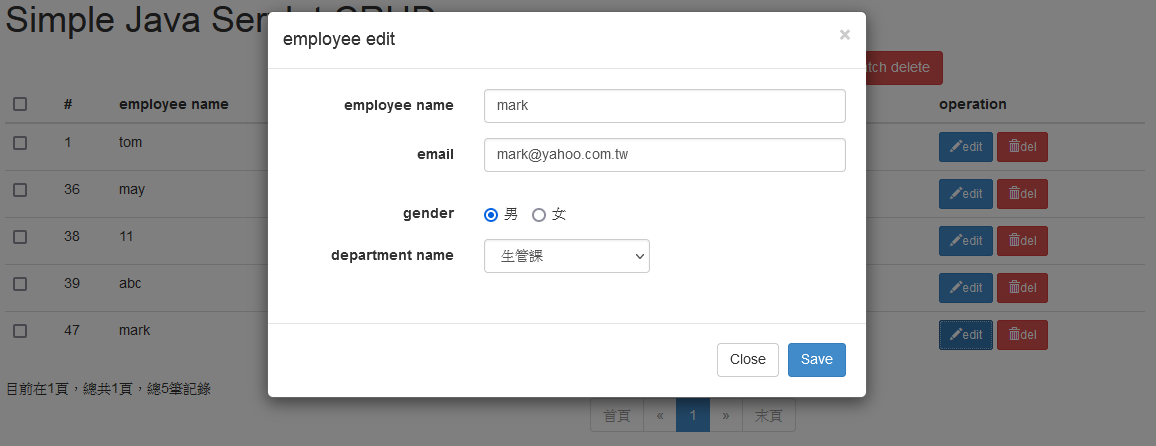 Simple Java Servlet CRUD
employee edit
×
tch delete
# employee name operation
employee name mark
email mark@yahoo.com.tw
gender 男 女
department name 生管課
Close Save
1 tom edit del
36 may edit del
38 11 edit del
39 abc edit del
47 mark edit del
目前在1頁,總共1頁,總5筆記錄
首頁 « 1 »末頁